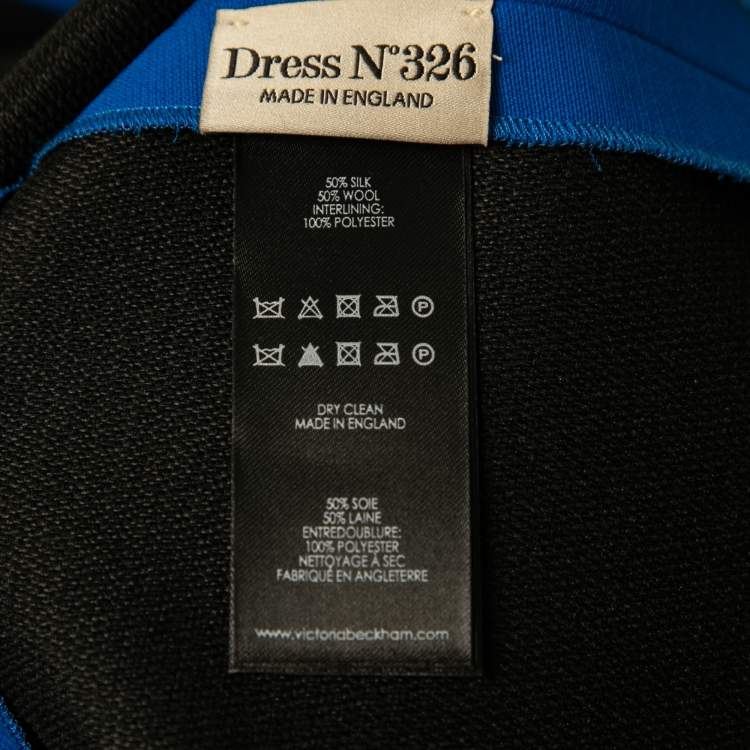 Dress Nº326
MADE IN ENGLAND
50% SILK
50% WOOL
INTERLINING:
100% POLYESTER
P
P
DRY CLEAN
MADE IN ENGLAND
50% SOIE
50% LAINE
ENTREDOUBLURE:
100% POLYESTER
NETTOYAGE À SEC
FABRIQUÉ EN ANGLETERRE
www.victoriabeckham.com